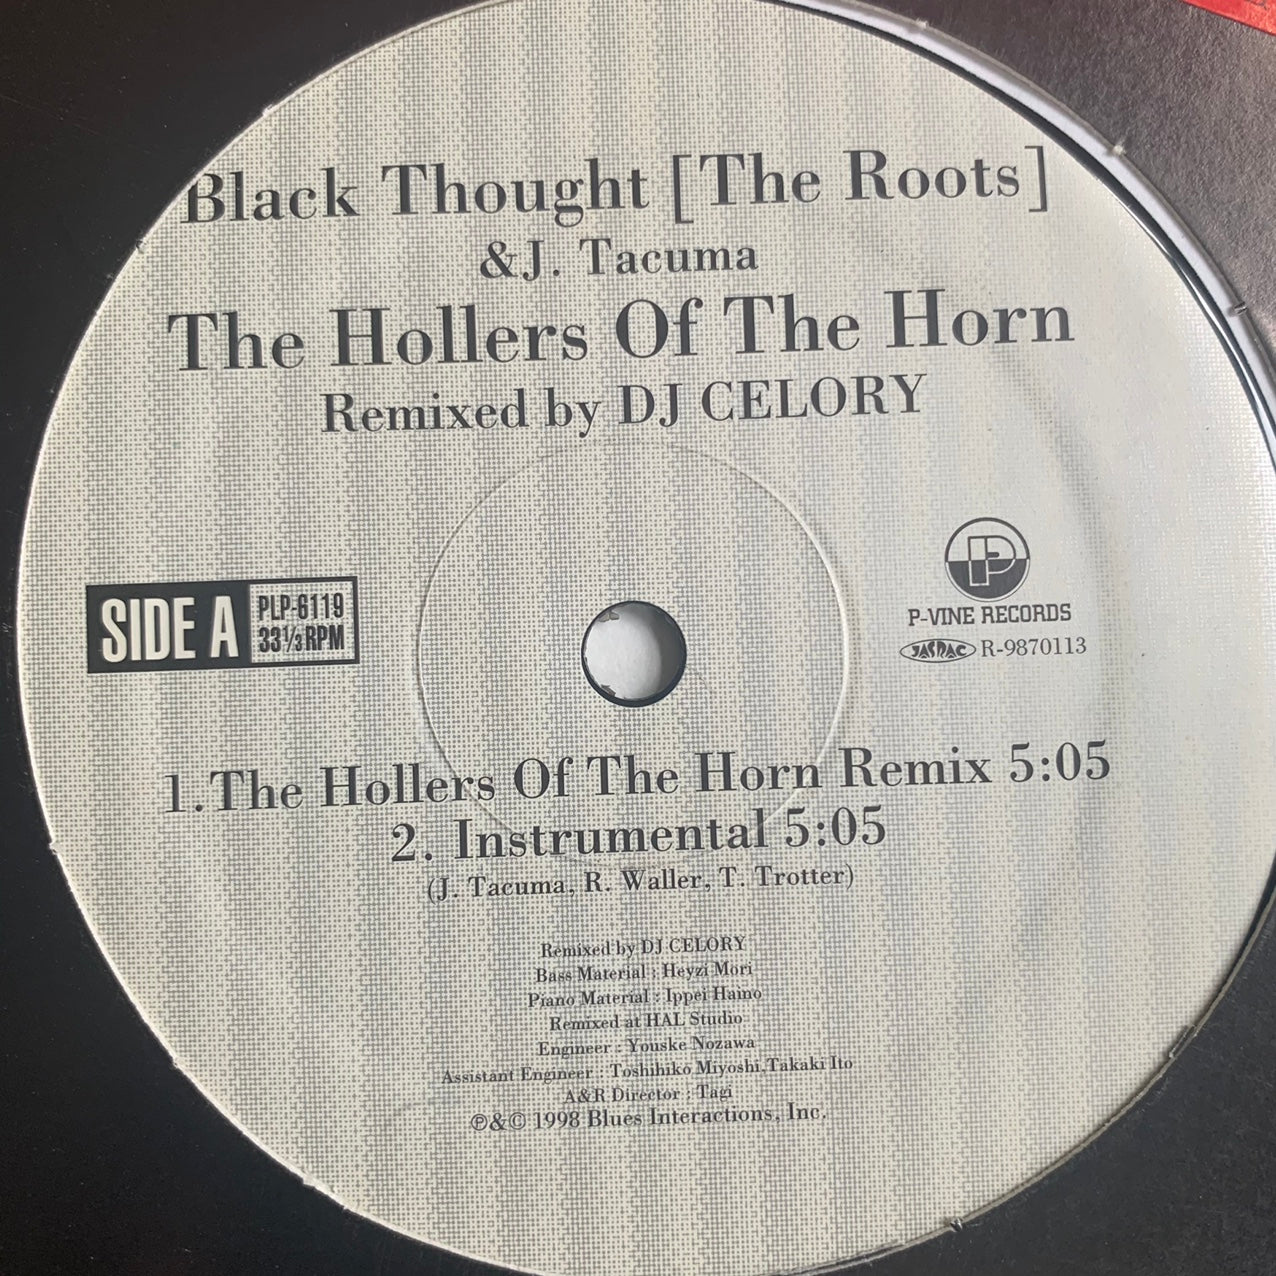 Black Thought [The Roots]
&J. Tacuma
The Hollers Of The Horn
Remixed by DJ CELORY
SIDE A
PLP-6119
33⅓RPM
P
P-VINE RECORDS
JASRAC R-9870113
1.The Hollers Of The Horn Remix 5:05
2. Instrumental 5:05
(J. Tacuma, R. Waller, T. Trotter)
Remixed by DJ CELORY
Bass Material : Heyzi Mori
Piano Material : Ippei Haino
Remixed at HAL Studio
Engineer : Youske Nozawa
Assistant Engineer : Toshihiko Miyoshi,Takaki Ito
A&R Director : Tagi
℗&© 1998 Blues Interactions, Inc.